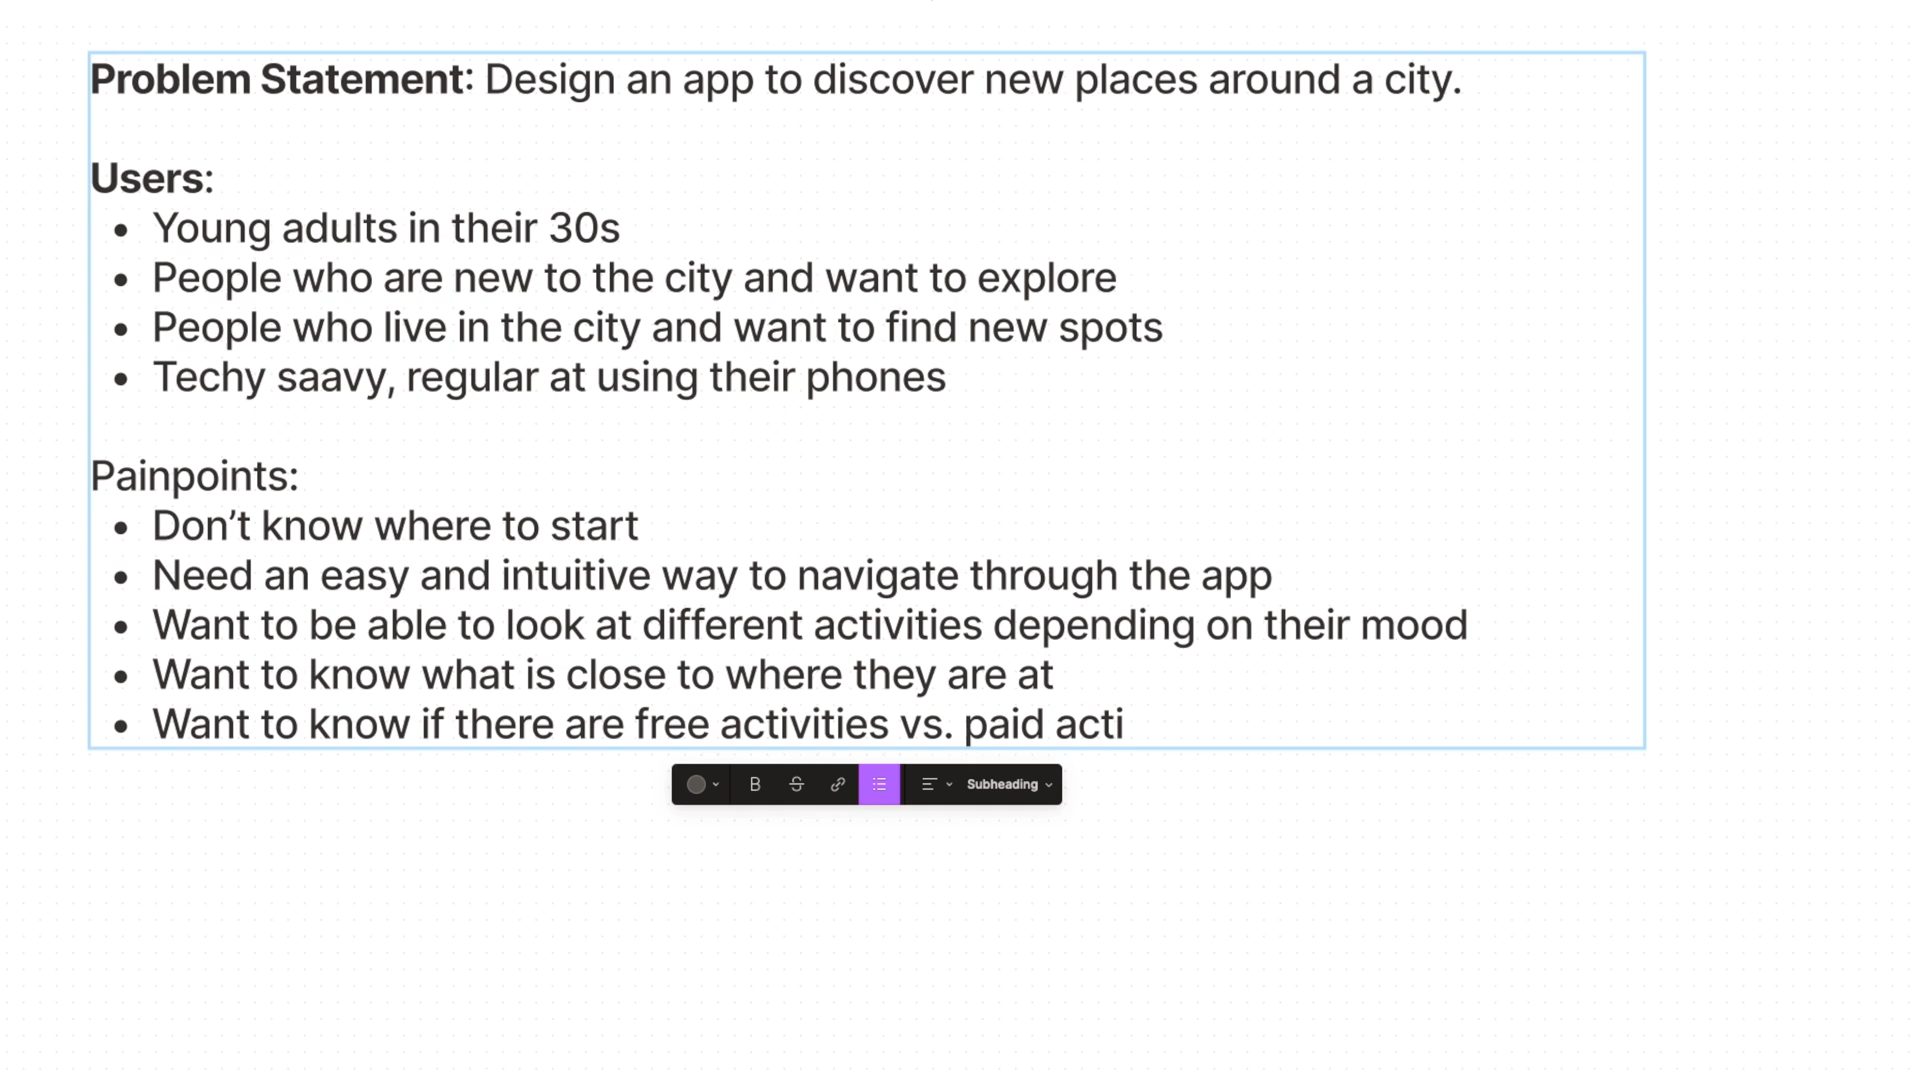 Problem Statement: Design an app to discover new places around a city.
Users:
• Young adults in their 30s
• People who are new to the city and want to explore
• People who live in the city and want to find new spots
• Techy saavy, regular at using their phones
Painpoints:
• Don’t know where to start
• Need an easy and intuitive way to navigate through the app
• Want to be able to look at different activities depending on their mood
• Want to know what is close to where they are at
• Want to know if there are free activities vs. paid acti
B S Subheading